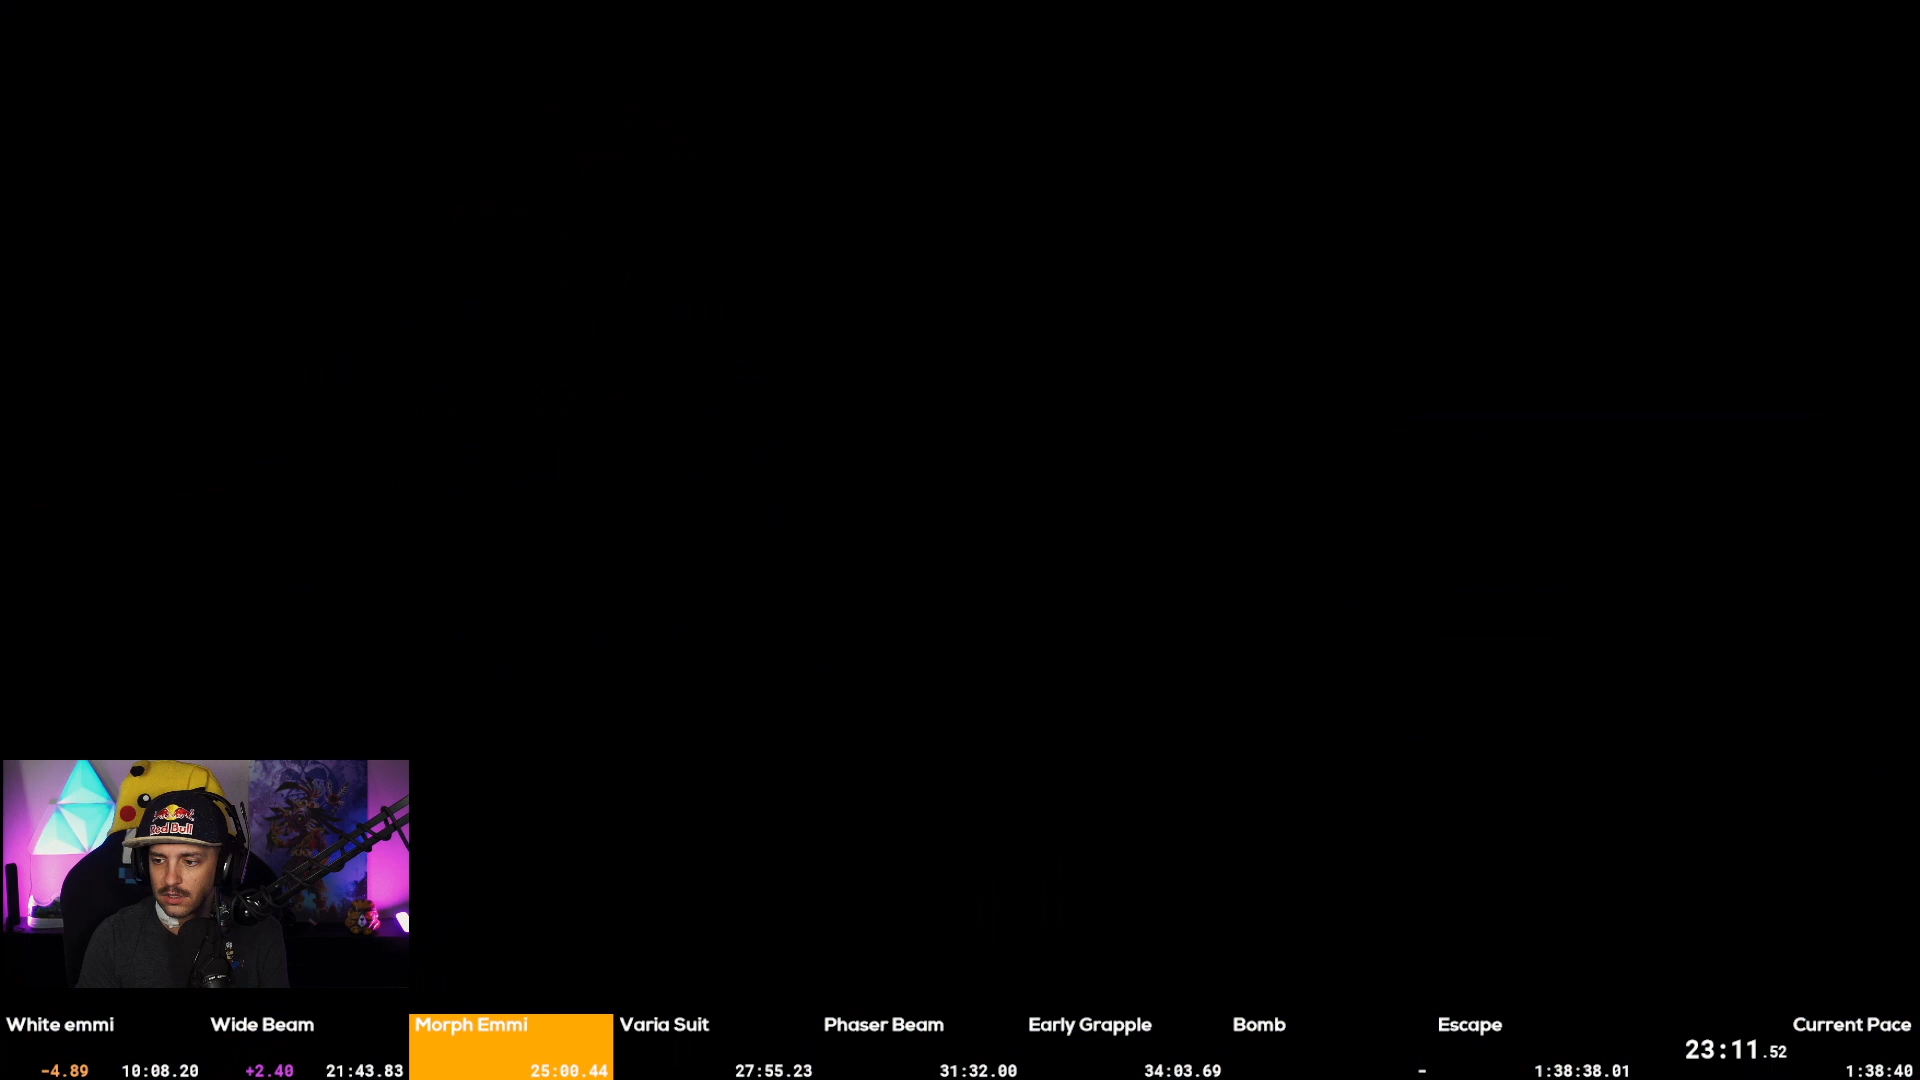 Red Bull
White emmi
-4.89 10:08.20
Wide Beam
+2.40 21:43.83
Morph Emmi
25:00.44
Varia Suit
27:55.23
Phaser Beam
31:32.00
Early Grapple
34:03.69
Bomb
-
Escape
1:38:38.01
23:11.52
Current Pace
1:38:40